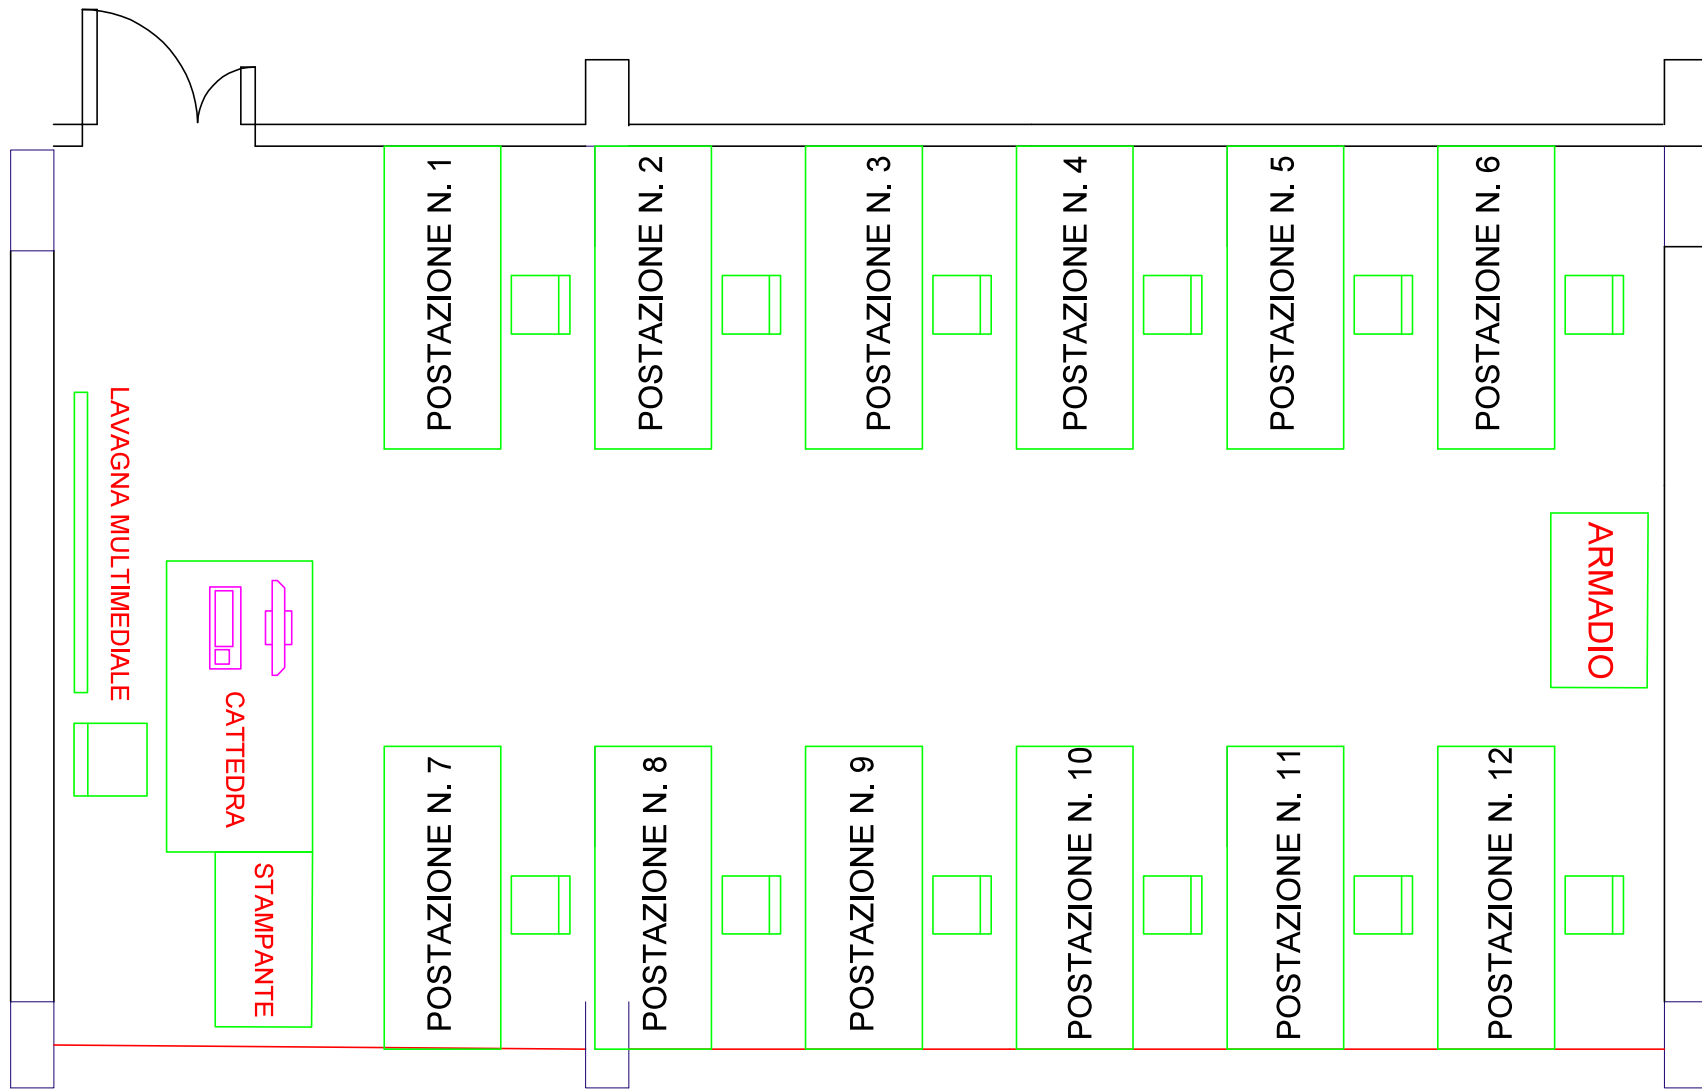 POSTAZIONE N. 1
POSTAZIONE N. 2
POSTAZIONE N. 3
POSTAZIONE N. 4
POSTAZIONE N. 5
POSTAZIONE N. 6
LAVAGNA MULTIMEDIALE
CATTEDRA
STAMPANTE
ARMADIO
POSTAZIONE N. 7
POSTAZIONE N. 8
POSTAZIONE N. 9
POSTAZIONE N. 10
POSTAZIONE N. 11
POSTAZIONE N. 12